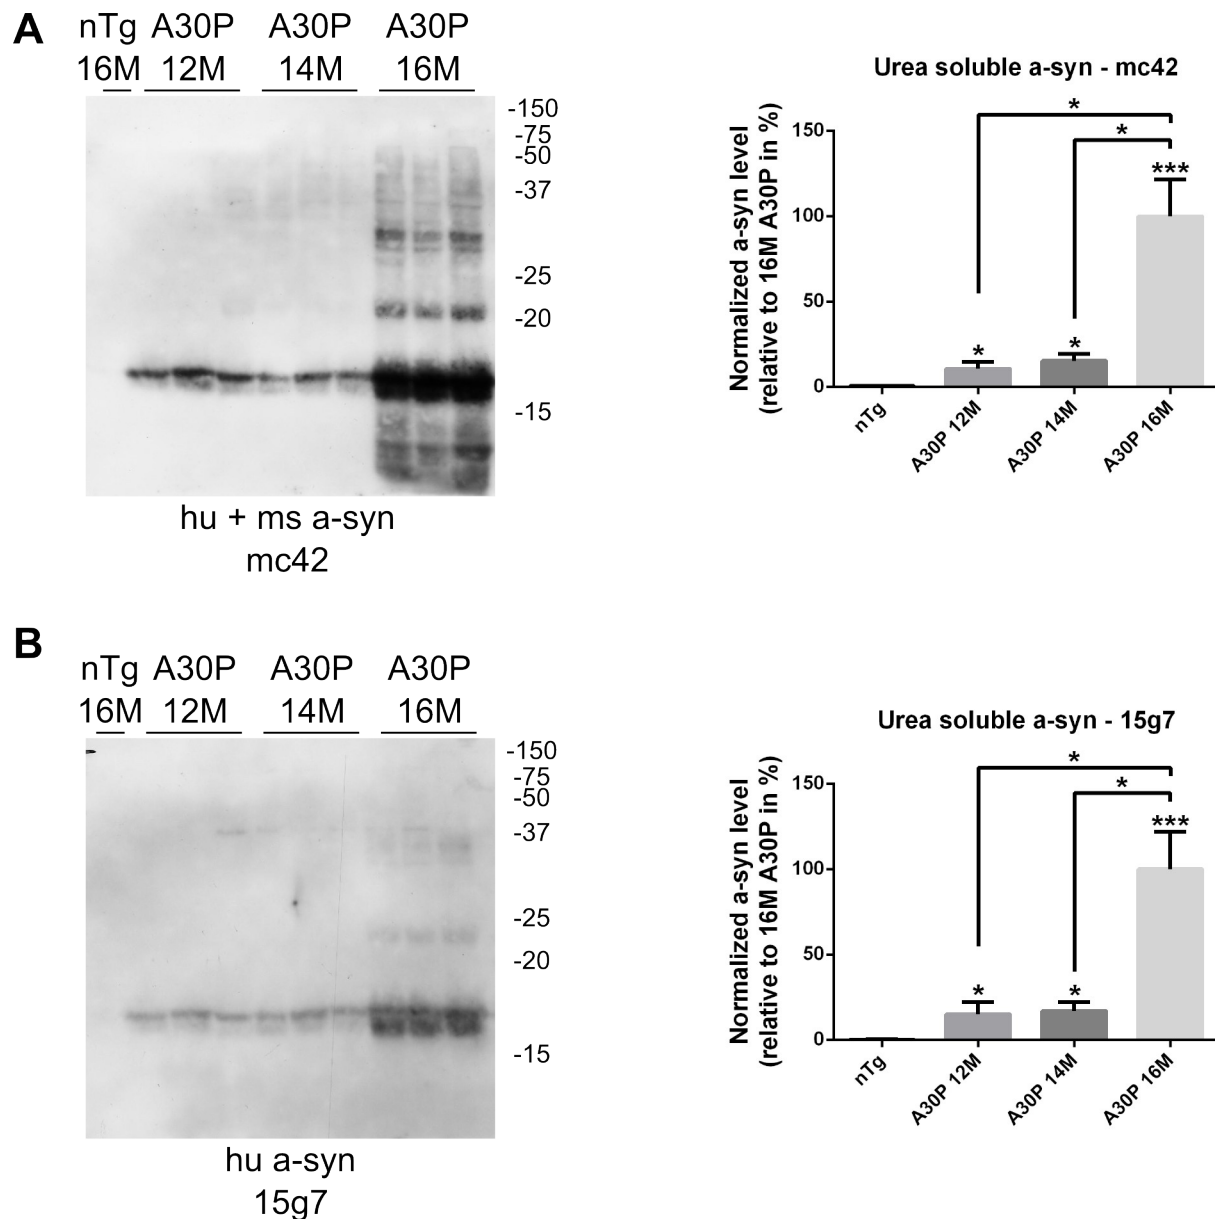 A
nTg A30P A30P A30P
16M 12M 14M 16M
-150
-75
-50
-37
-25
-20
-15
hu + ms a-syn
mc42
Urea soluble a-syn - mc42
Normalized a-syn level
(relative to 16M A30P in %)
150
100
50
0
*
*
***
*
*
nTg
A30P 12M
A30P 14M
A30P 16M
B
nTg A30P A30P A30P
16M 12M 14M 16M
-150
-75
-50
-37
-25
-20
-15
hu a-syn
15g7
Urea soluble a-syn - 15g7
Normalized a-syn level
(relative to 16M A30P in %)
150
100
50
0
*
*
***
*
*
nTg
A30P 12M
A30P 14M
A30P 16M